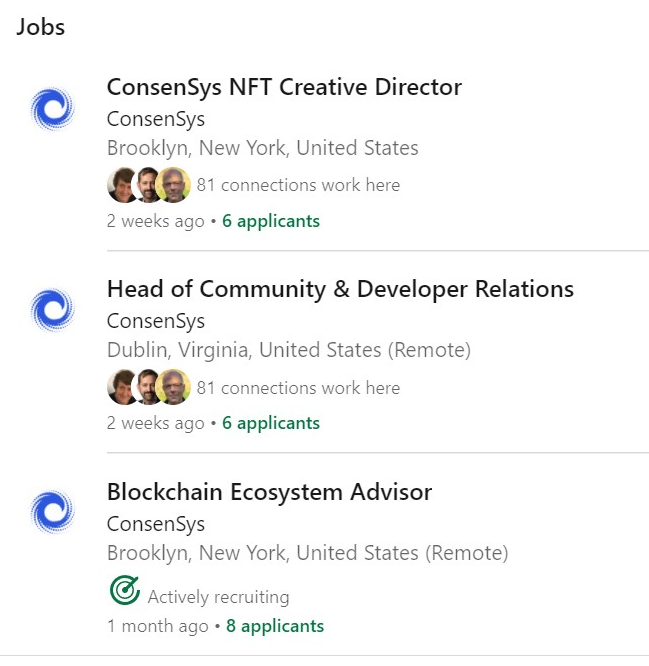 Jobs
ConsenSys NFT Creative Director
ConsenSys
Brooklyn, New York, United States
81 connections work here
2 weeks ago • 6 applicants
Head of Community & Developer Relations
ConsenSys
Dublin, Virginia, United States (Remote)
81 connections work here
2 weeks ago • 6 applicants
Blockchain Ecosystem Advisor
ConsenSys
Brooklyn, New York, United States (Remote)
Actively recruiting
1 month ago • 8 applicants